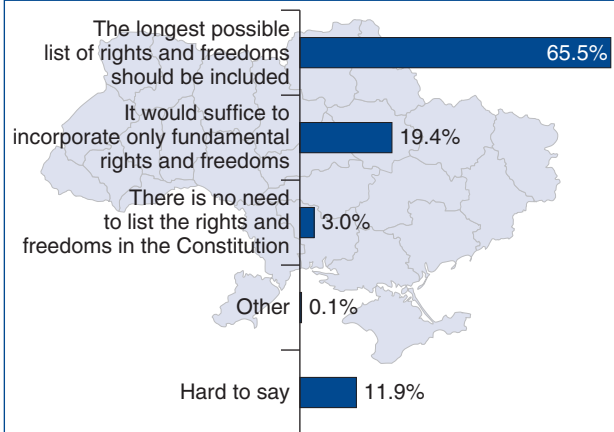 The longest possible
list of rights and freedoms
should be included
65.5%
It would suffice to
incorporate only fundamental
rights and freedoms
19.4%
There is no need
to list the rights and
freedoms in the Constitution
3.0%
Other
0.1%
Hard to say
11.9%